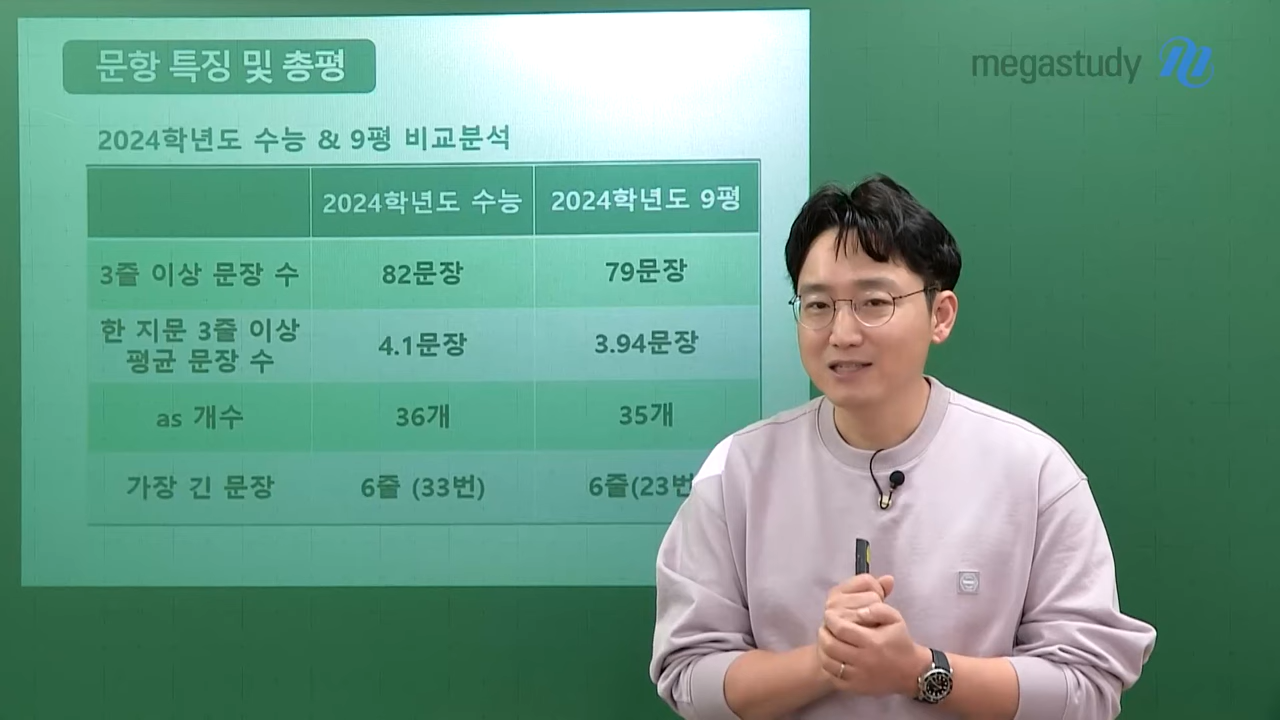 문항 특징 및 총평
megastudy
2024학년도 수능 & 9평 비교분석
2024학년도 수능 2024학년도 9평
3줄 이상 문장 수 82문장 79문장
한 지문 3줄 이상
평균 문장 수 4.1문장 3.94문장
as 개수 36개 35개
가장 긴 문장 6줄 (33번) 6줄(23번